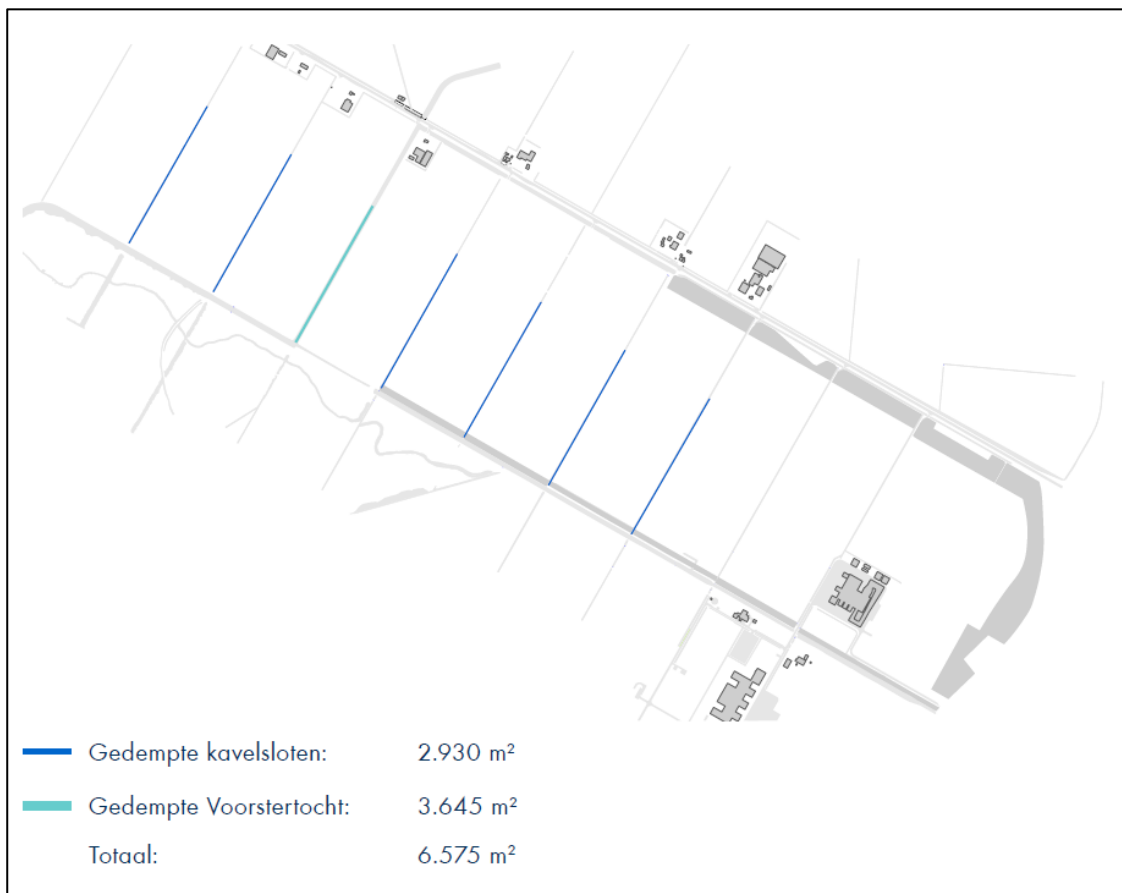 Gedempte kavelsloten: 2.930 m²
Gedempte Voorstertocht: 3.645 m²
Totaal: 6.575 m²